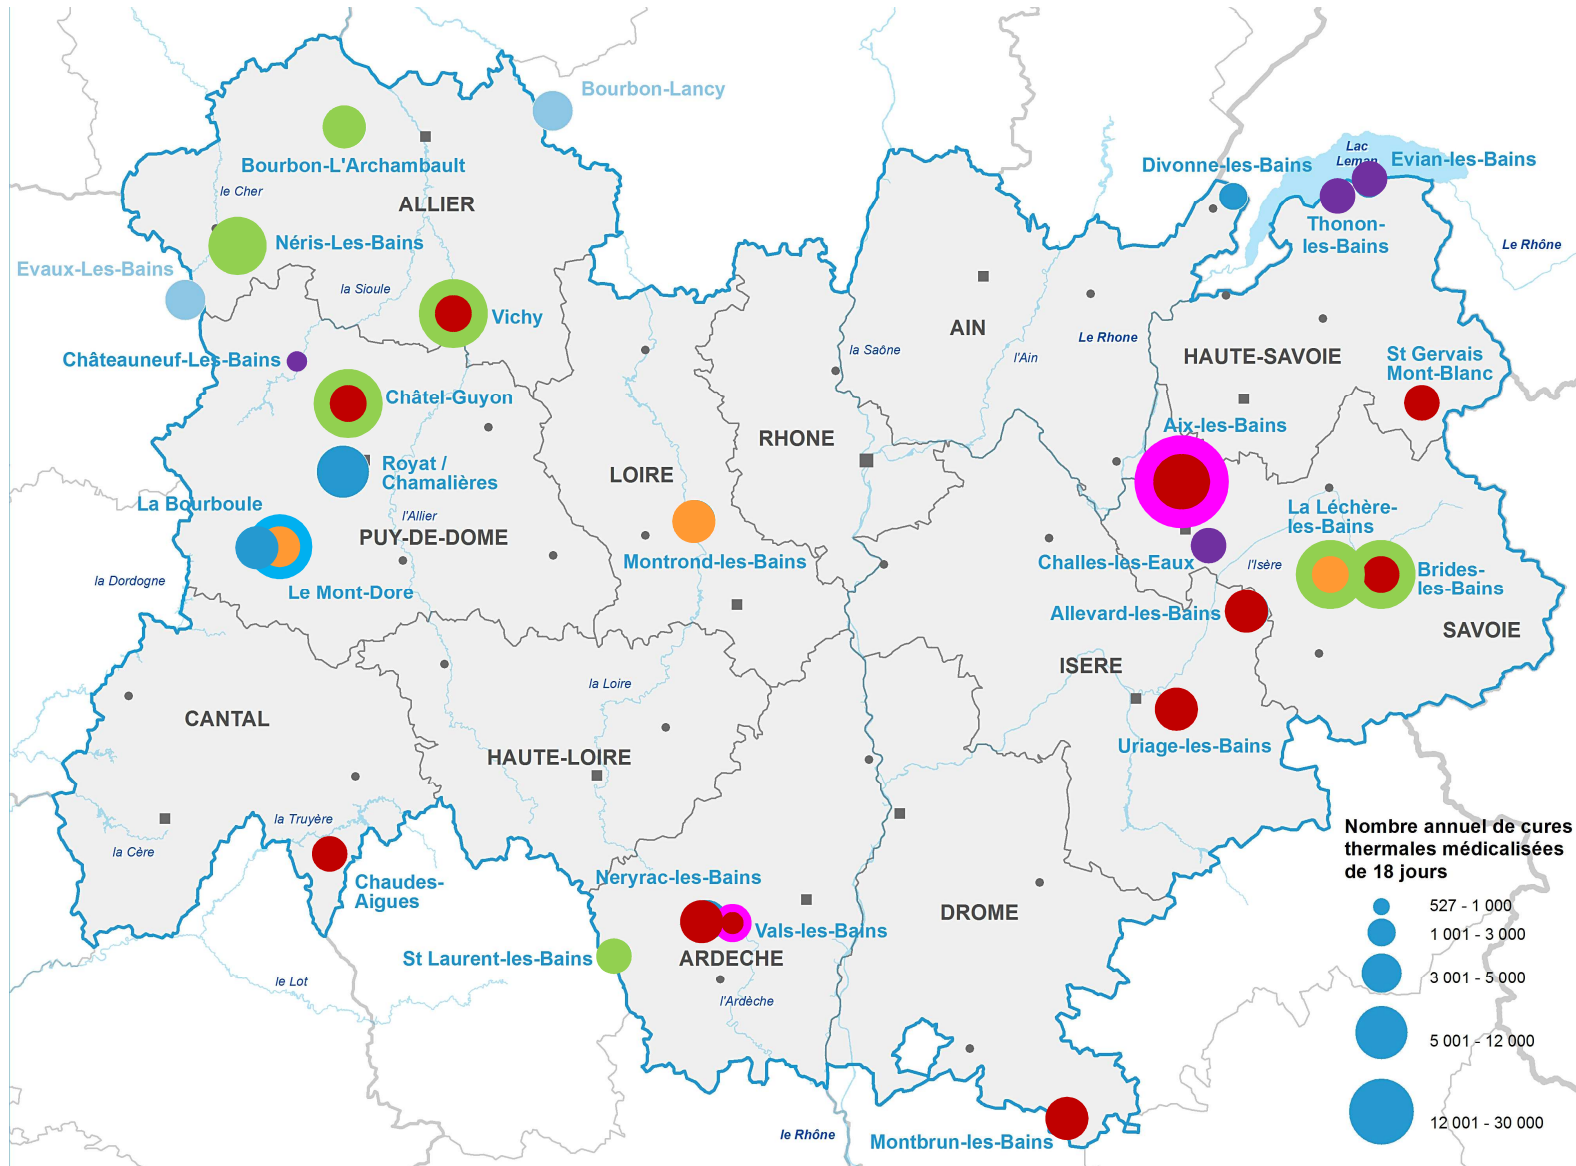 Bourbon-Lancy
Bourbon-L'Archambault
le Cher
ALLIER
Néris-Les-Bains
Evaux-Les-Bains
la Sioule
Vichy
Châteauneuf-Les-Bains
Châtel-Guyon
Royat /
Chamalières
La Bourboule
l'Allier
PUY-DE-DOME
la Dordogne
Le Mont-Dore
LOIRE
Montrond-les-Bains
RHONE
la Saône
AIN
l'Ain
Le Rhone
Divonne-les-Bains
Lac
Leman
Evian-les-Bains
Thonon-
les-Bains
Le Rhône
HAUTE-SAVOIE
St Gervais
Mont-Blanc
Aix-les-Bains
La Léchère-
les-Bains
Challes-les-Eaux
l'Isère
Brides-
les-Bains
Allevard-les-Bains
SAVOIE
ISERE
Uriage-les-Bains
CANTAL
la Loire
HAUTE-LOIRE
la Truyère
la Cère
Chaudes-
Aigues
Neryrac-les-Bains
Vals-les-Bains
St Laurent-les-Bains
ARDECHE
le Lot
l'Ardèche
DROME
le Rhône
Montbrun-les-Bains
Nombre annuel de cures
thermales médicalisées
de 18 jours
527 - 1 000
1 001 - 3 000
3 001 - 5 000
5 001 - 12 000
12 001 - 30 000